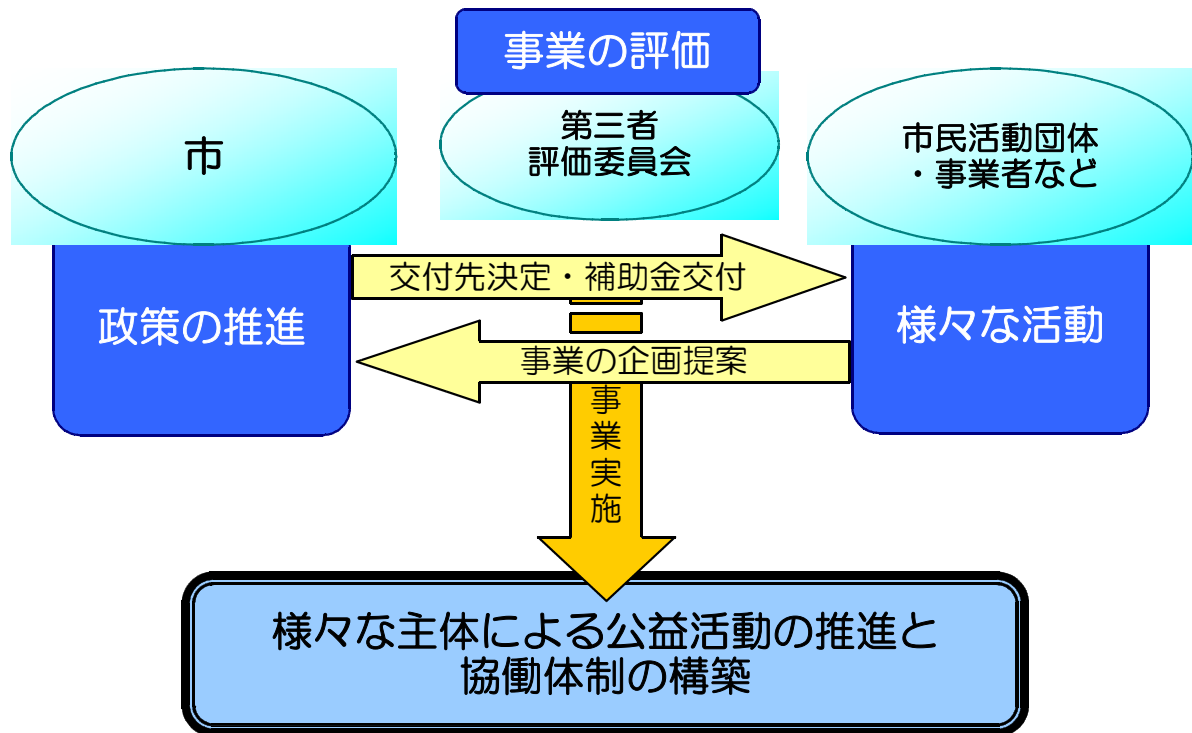 事業の評価
市
第三者
評価委員会
市民活動団体
・事業者など
交付先決定・補助金交付
政策の推進
様々な活動
事業の企画提案
事業実施
様々な主体による公益活動の推進と
協働体制の構築